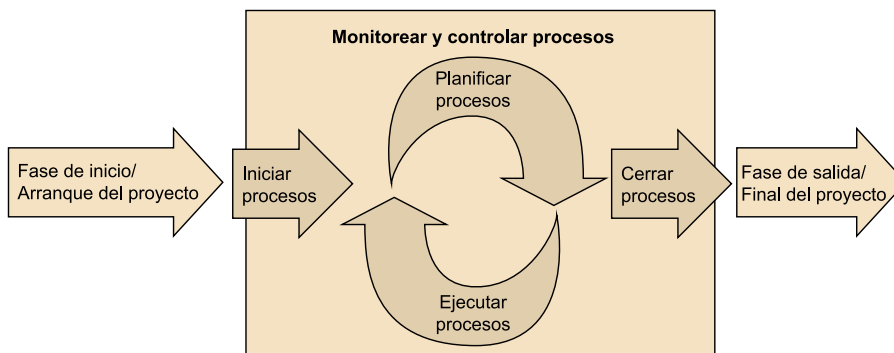 Monitorear y controlar procesos
Planificar
procesos
Fase de inicio/
Arranque del proyecto
Iniciar
procesos
Cerrar
procesos
Fase de salida/
Final del proyecto
Ejecutar
procesos